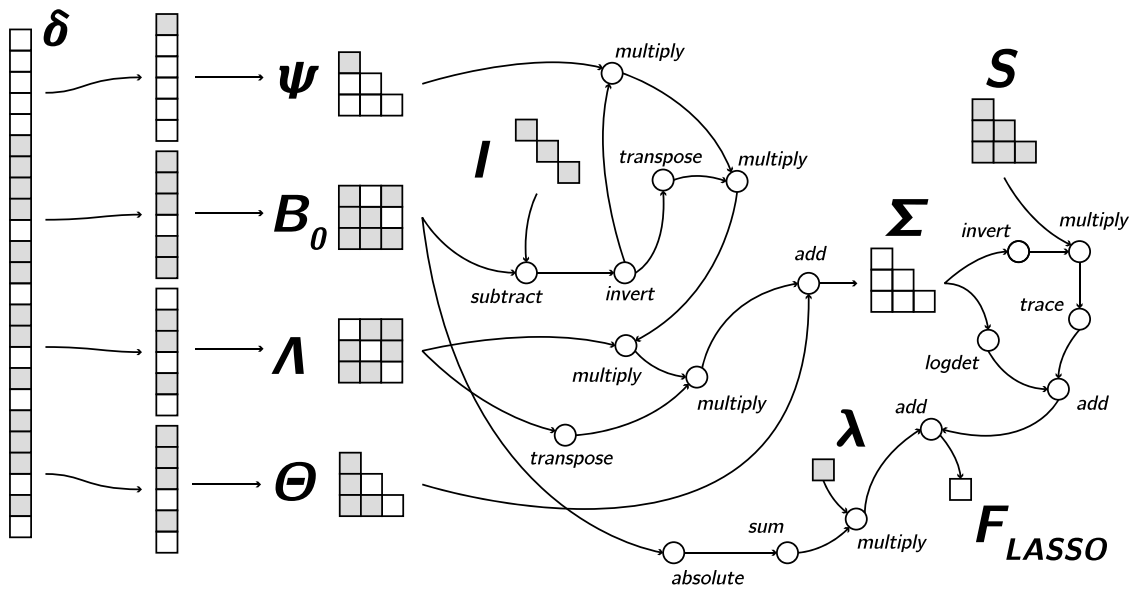 δ
multiply
S
ψ
I
transpose
multiply
B0
Σ
invert
multiply
add
subtract
invert
trace
Λ
logdet
multiply
multiply
add
add
λ
transpose
Θ
sum
multiply
FLASSO
absolute